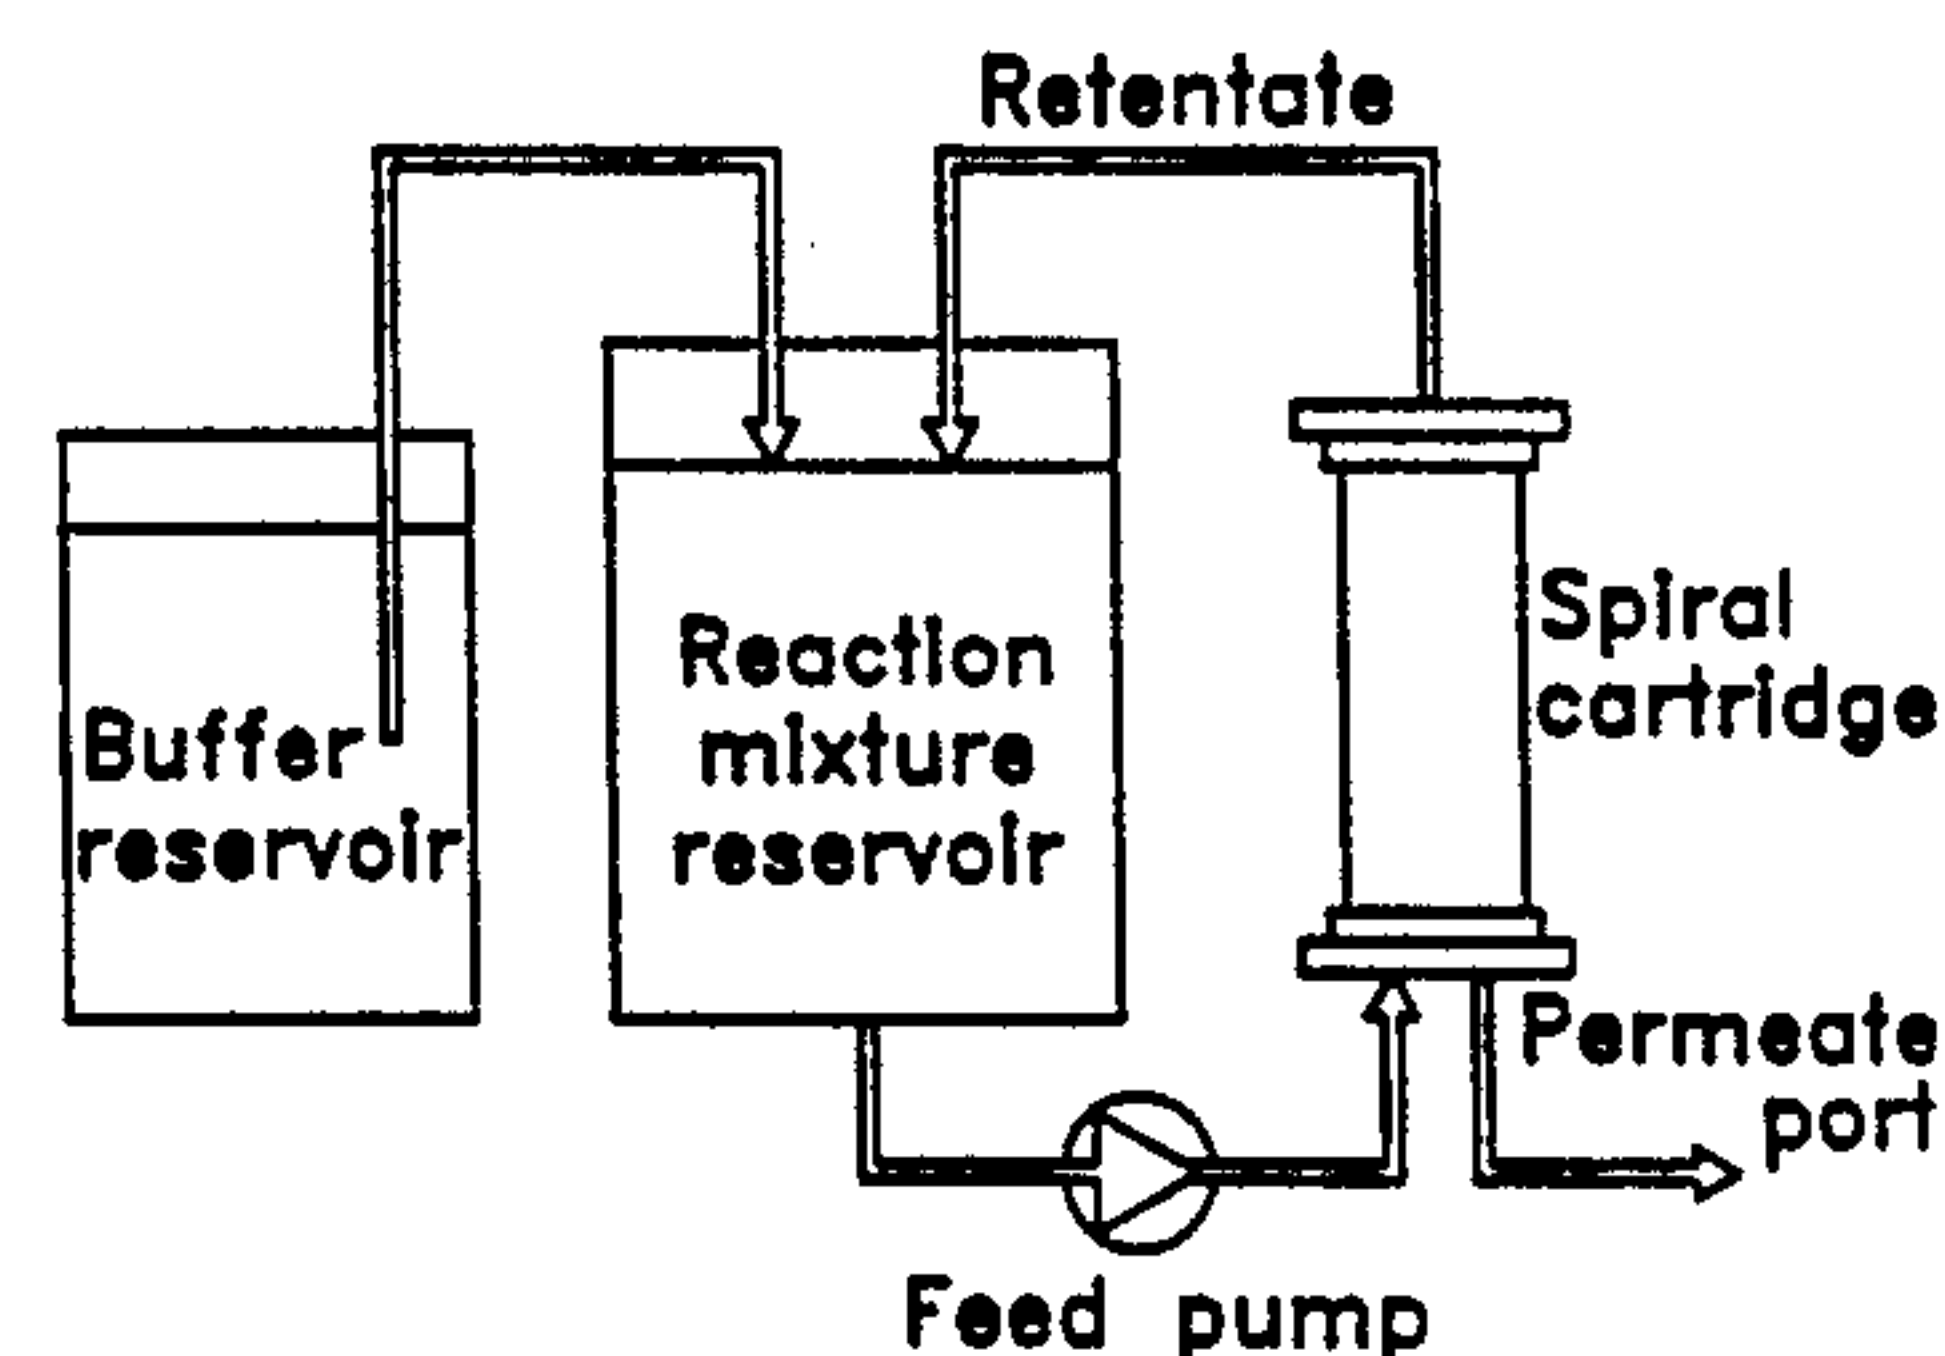 Retentate
Buffer
reservoir
Reaction
mixture
reservoir
Spiral
cartridge
Permeate
port
Feed pump